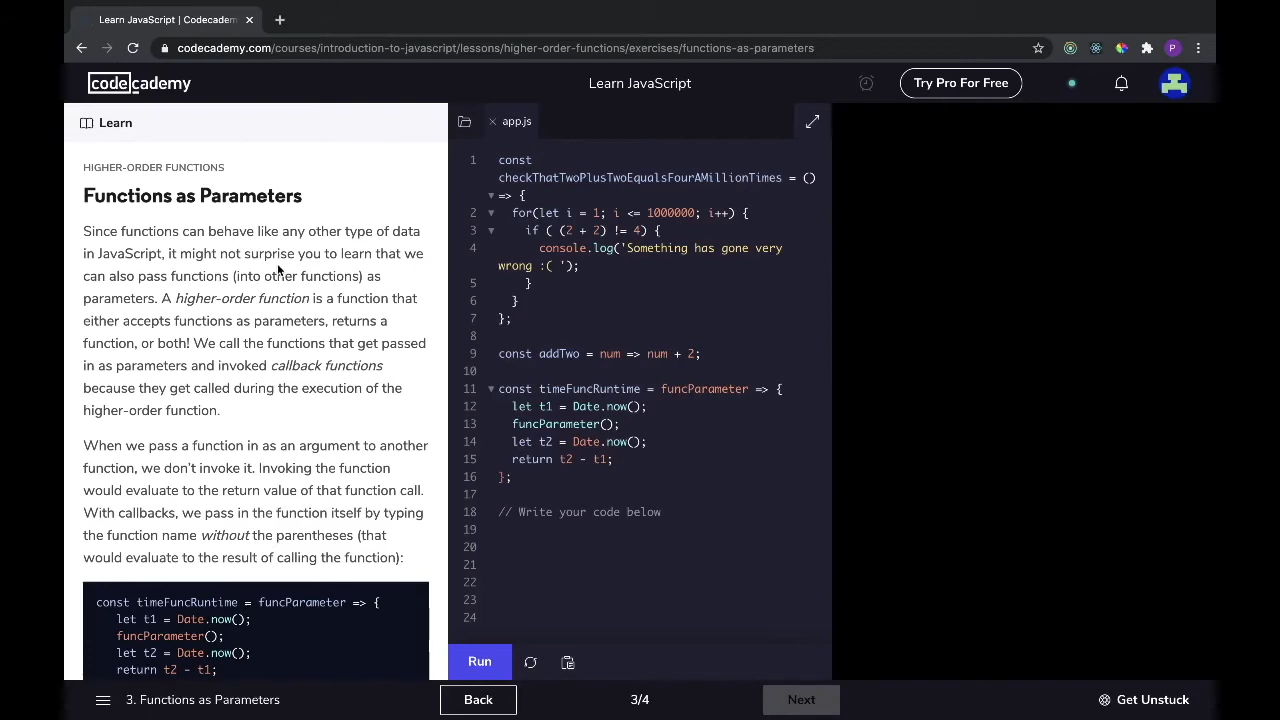 Learn JavaScript | Codecadem
codecademy.com/courses/introduction-to-javascript/lessons/higher-order-functions/exercises/functions-as-parameters
P
codecademy
Learn JavaScript
Try Pro For Free
Learn
HIGHER-ORDER FUNCTIONS
Functions as Parameters
Since functions can behave like any other type of data
in JavaScript, it might not surprise you to learn that we
can also pass functions (into other functions) as
parameters. A higher-order function is a function that
either accepts functions as parameters, returns a
function, or both! We call the functions that get passed
in as parameters and invoked callback functions
because they get called during the execution of the
higher-order function.
When we pass a function in as an argument to another
function, we don't invoke it. Invoking the function
would evaluate to the return value of that function call.
With callbacks, we pass in the function itself by typing
the function name without the parentheses (that
would evaluate to the result of calling the function):
const timeFuncRuntime = funcParameter => {
let t1 = Date.now();
funcParameter();
let t2 = Date.now();
return t2 - t1;
app.js
1 const
checkThatTwoPlusTwoEqualsFourAMillionTimes = ()
=> {
2 for(let i = 1; i <= 1000000; i++) {
3 if ( (2 + 2) != 4) {
4 console.log('Something has gone very
wrong :( ');
5 }
6 }
7 };
8
9 const addTwo = num => num + 2;
10
11 const timeFuncRuntime = funcParameter => {
12 let t1 = Date.now();
13 funcParameter();
14 let t2 = Date.now();
15 return t2 - t1;
16 };
17
18 // Write your code below
19
20
21
22
23
24
Run
3. Functions as Parameters
Back
3/4
Next
Get Unstuck